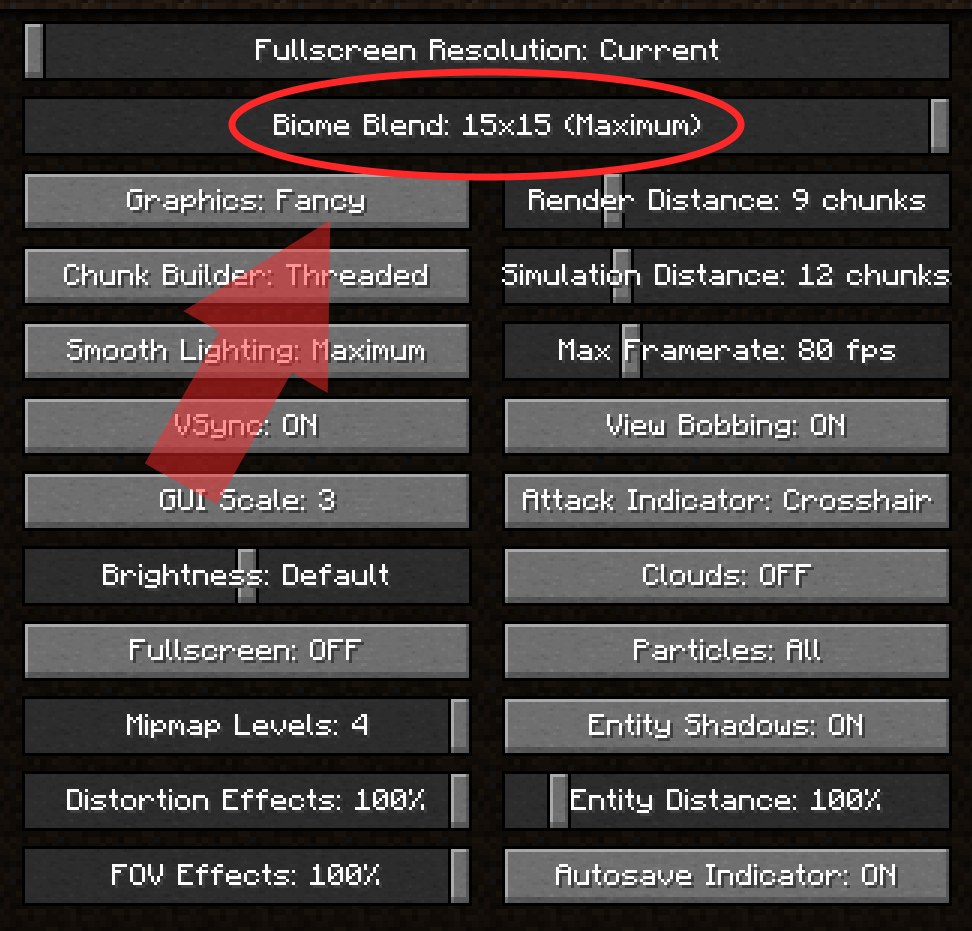 Fullscreen Resolution: Current
Biome Blend: 15x15 (Maximum)
Graphics: Fancy
Render Distance: 9 chunks
Chunk Builder: Threaded
Simulation Distance: 12 chunks
Smooth Lighting: Maximum
Max Framerate: 80 fps
VSync: ON
View Bobbing: ON
GUI Scale: 3
Attack Indicator: Crosshair
Brightness: Default
Clouds: OFF
Fullscreen: OFF
Particles: All
Mipmap Levels: 4
Entity Shadows: ON
Distortion Effects: 100%
Entity Distance: 100%
FOV Effects: 100%
Autosave Indicator: ON